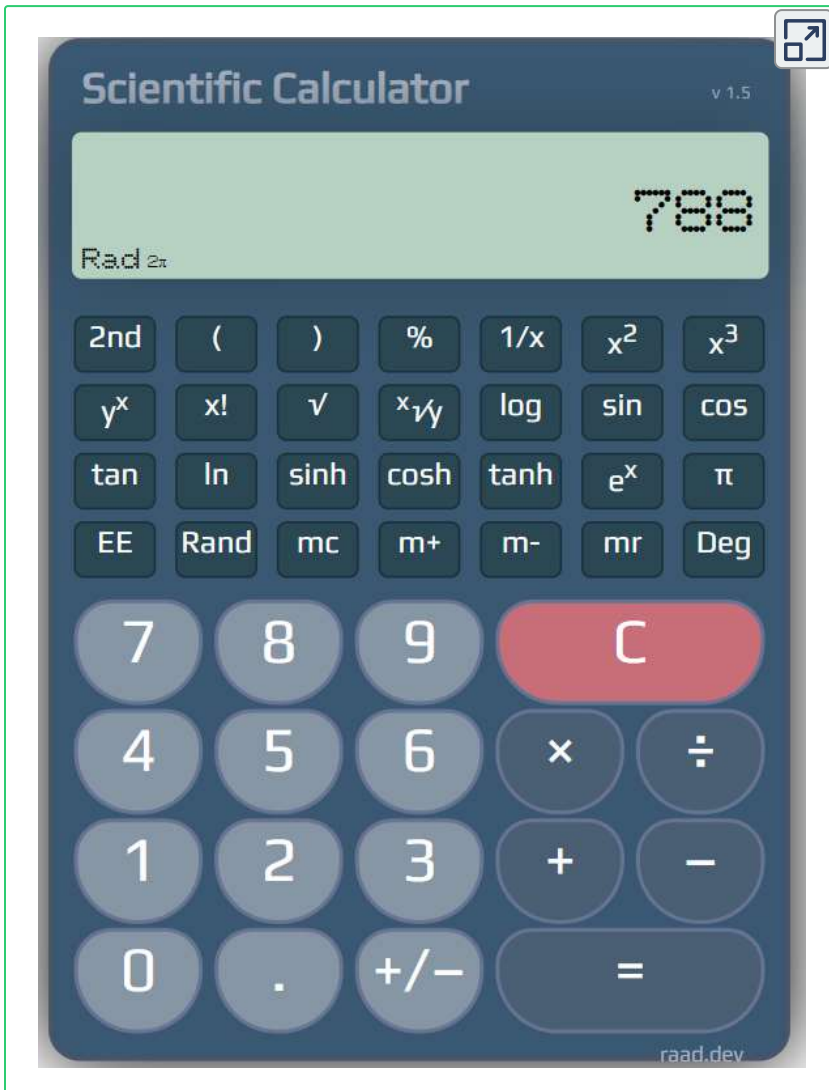 Scientific Calculator v 1.5
788
Rad 2π
2nd ( ) % 1/x x² x³
yˣ x! √ ˣ√y log sin cos
tan ln sinh cosh tanh eˣ π
EE Rand mc m+ m- mr Deg
7 8 9 C
4 5 6 × ÷
1 2 3 + −
0 . +/− =
raad.dev